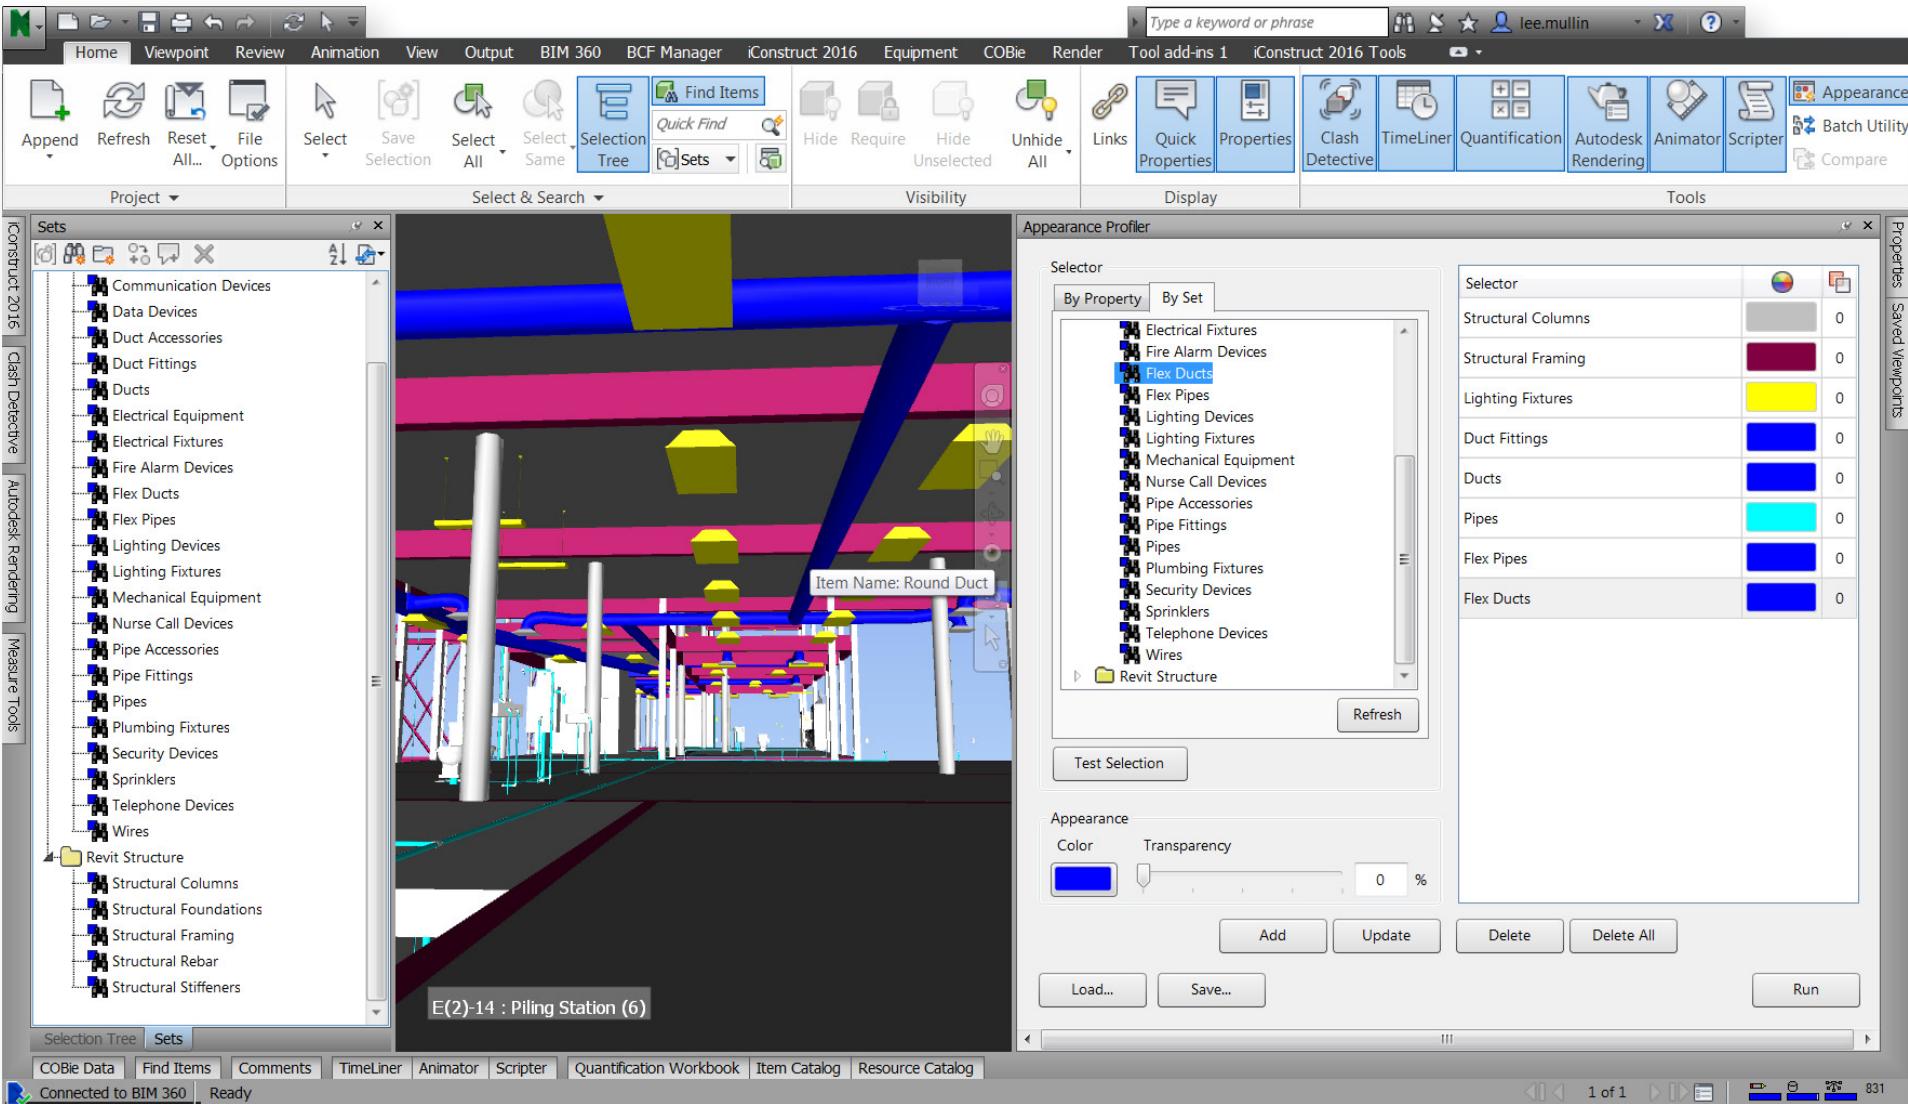 Type a keyword or phrase
lee.mullin
Home Viewpoint Review Animation View Output BIM 360 BCF Manager iConstruct 2016 Equipment COBie Render Tool add-ins 1 iConstruct 2016 Tools
Append
Refresh
Reset All...
File Options
Select
Save Selection
Select All
Select Same
Selection Tree
Find Items
Quick Find
Sets
Hide
Require
Hide Unselected
Unhide All
Links
Quick Properties
Properties
Clash Detective
TimeLiner
Quantification
Autodesk Rendering
Animator
Scripter
Appearance
Batch Utility
Compare
Project
Select & Search
Visibility
Display
Tools
iConstruct 2016
Clash Detective
Autodesk Rendering
Measure Tools
Sets
Communication Devices
Data Devices
Duct Accessories
Duct Fittings
Ducts
Electrical Equipment
Electrical Fixtures
Fire Alarm Devices
Flex Ducts
Flex Pipes
Lighting Devices
Lighting Fixtures
Mechanical Equipment
Nurse Call Devices
Pipe Accessories
Pipe Fittings
Pipes
Plumbing Fixtures
Security Devices
Sprinklers
Telephone Devices
Wires
Revit Structure
Structural Columns
Structural Foundations
Structural Framing
Structural Rebar
Structural Stiffeners
Selection Tree Sets
Item Name: Round Duct
E(2)-14 : Piling Station (6)
Appearance Profiler
Selector
By Property By Set
Electrical Fixtures
Fire Alarm Devices
Flex Ducts
Flex Pipes
Lighting Devices
Lighting Fixtures
Mechanical Equipment
Nurse Call Devices
Pipe Accessories
Pipe Fittings
Pipes
Plumbing Fixtures
Security Devices
Sprinklers
Telephone Devices
Wires
Revit Structure
Refresh
Test Selection
Appearance
Color Transparency
0 %
Selector
Structural Columns 0
Structural Framing 0
Lighting Fixtures 0
Duct Fittings 0
Ducts 0
Pipes 0
Flex Pipes 0
Flex Ducts 0
Add Update Delete Delete All
Load... Save... Run
Properties
Saved Viewpoints
COBie Data Find Items Comments TimeLiner Animator Scripter Quantification Workbook Item Catalog Resource Catalog
Connected to BIM 360 Ready
1 of 1
831